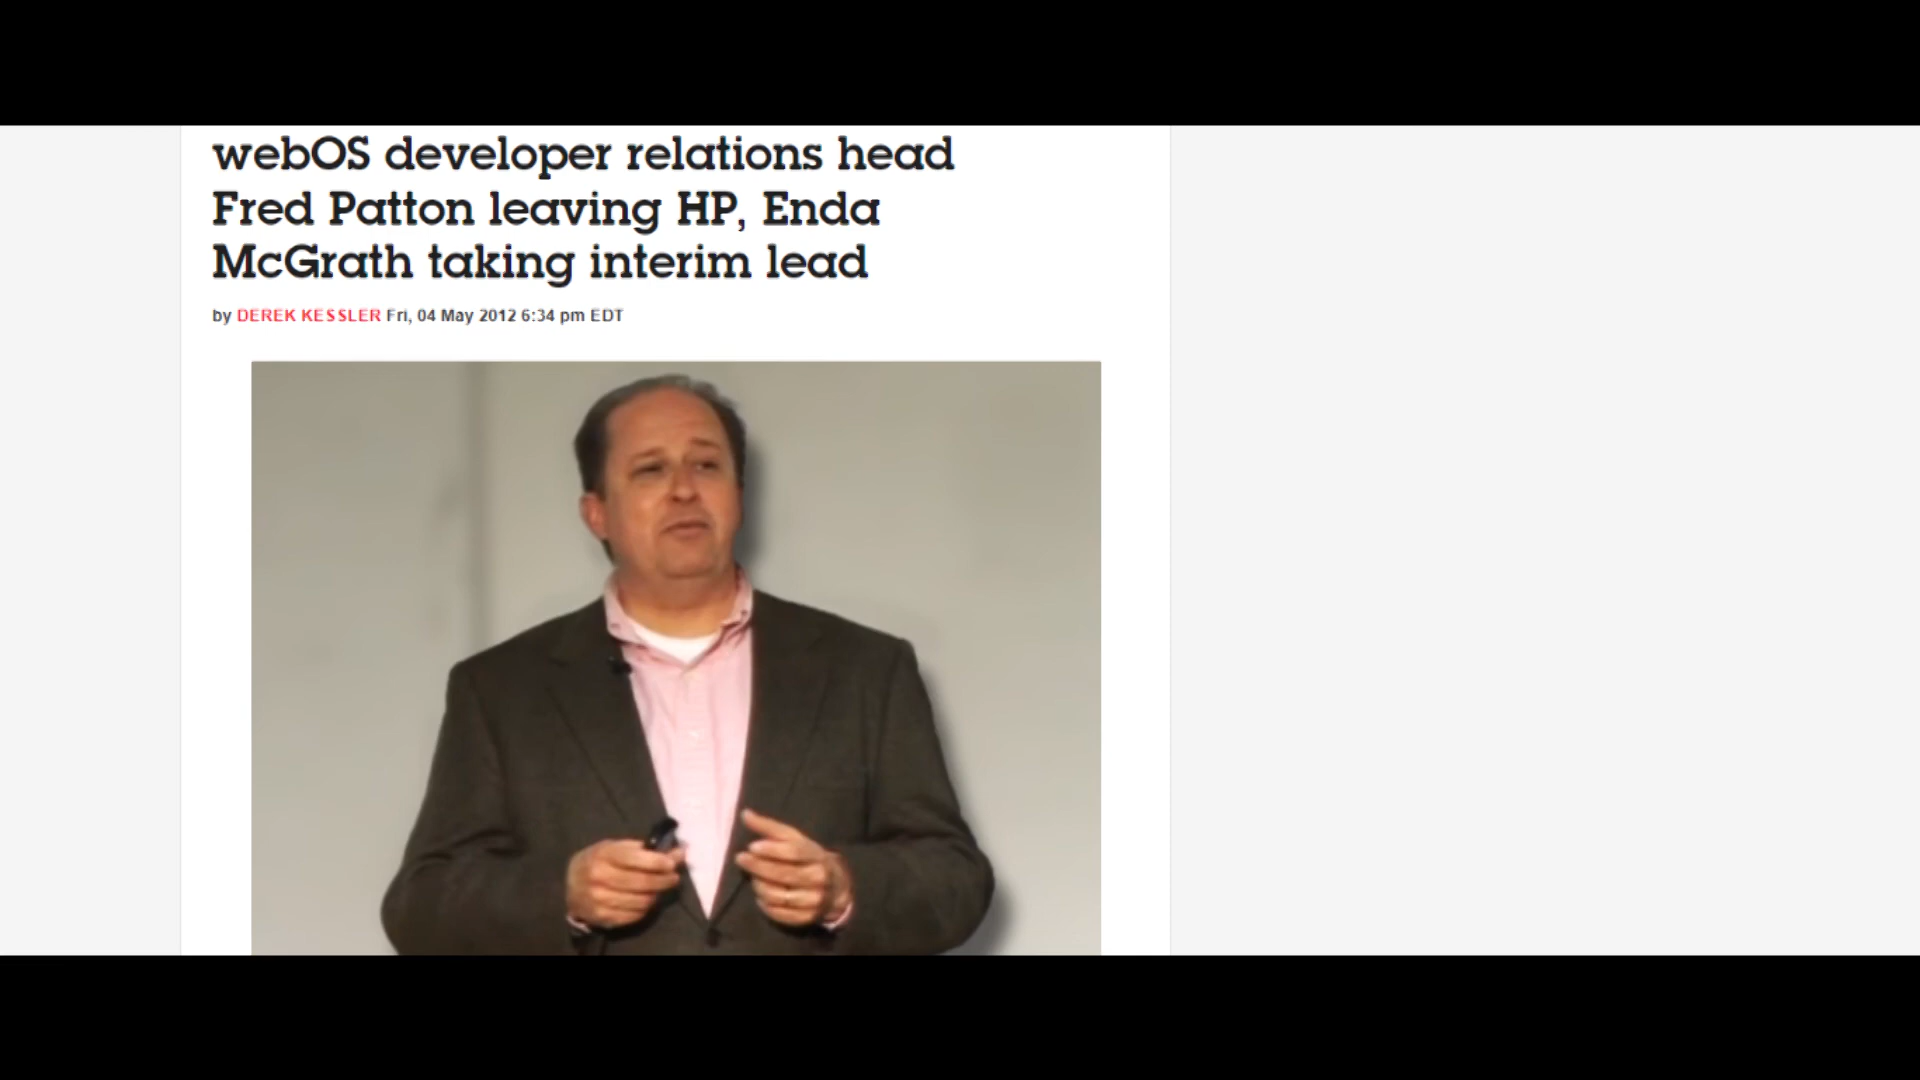 webOS developer relations head
Fred Patton leaving HP, Enda
McGrath taking interim lead
by DEREK KESSLER Fri, 04 May 2012 6:34 pm EDT